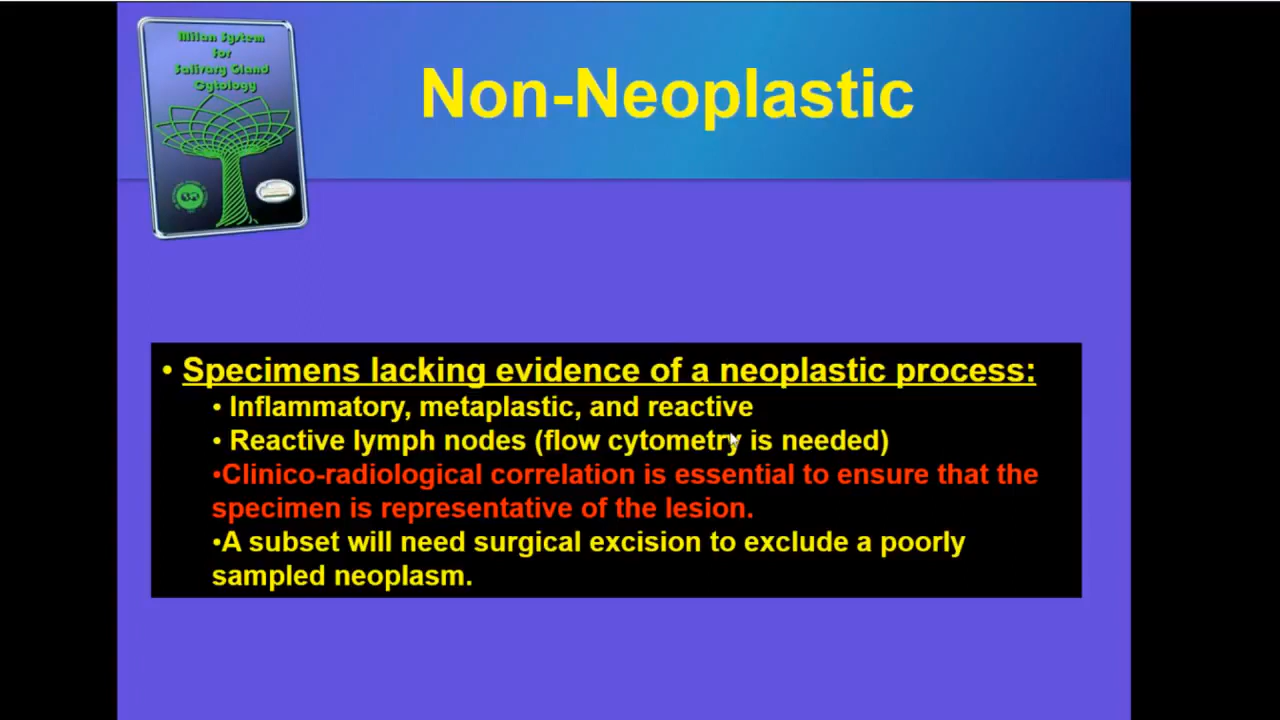 Milan System
for
Salivary Gland
Cytology
Non-Neoplastic
• Specimens lacking evidence of a neoplastic process:
• Inflammatory, metaplastic, and reactive
• Reactive lymph nodes (flow cytometry is needed)
•Clinico-radiological correlation is essential to ensure that the
specimen is representative of the lesion.
•A subset will need surgical excision to exclude a poorly
sampled neoplasm.